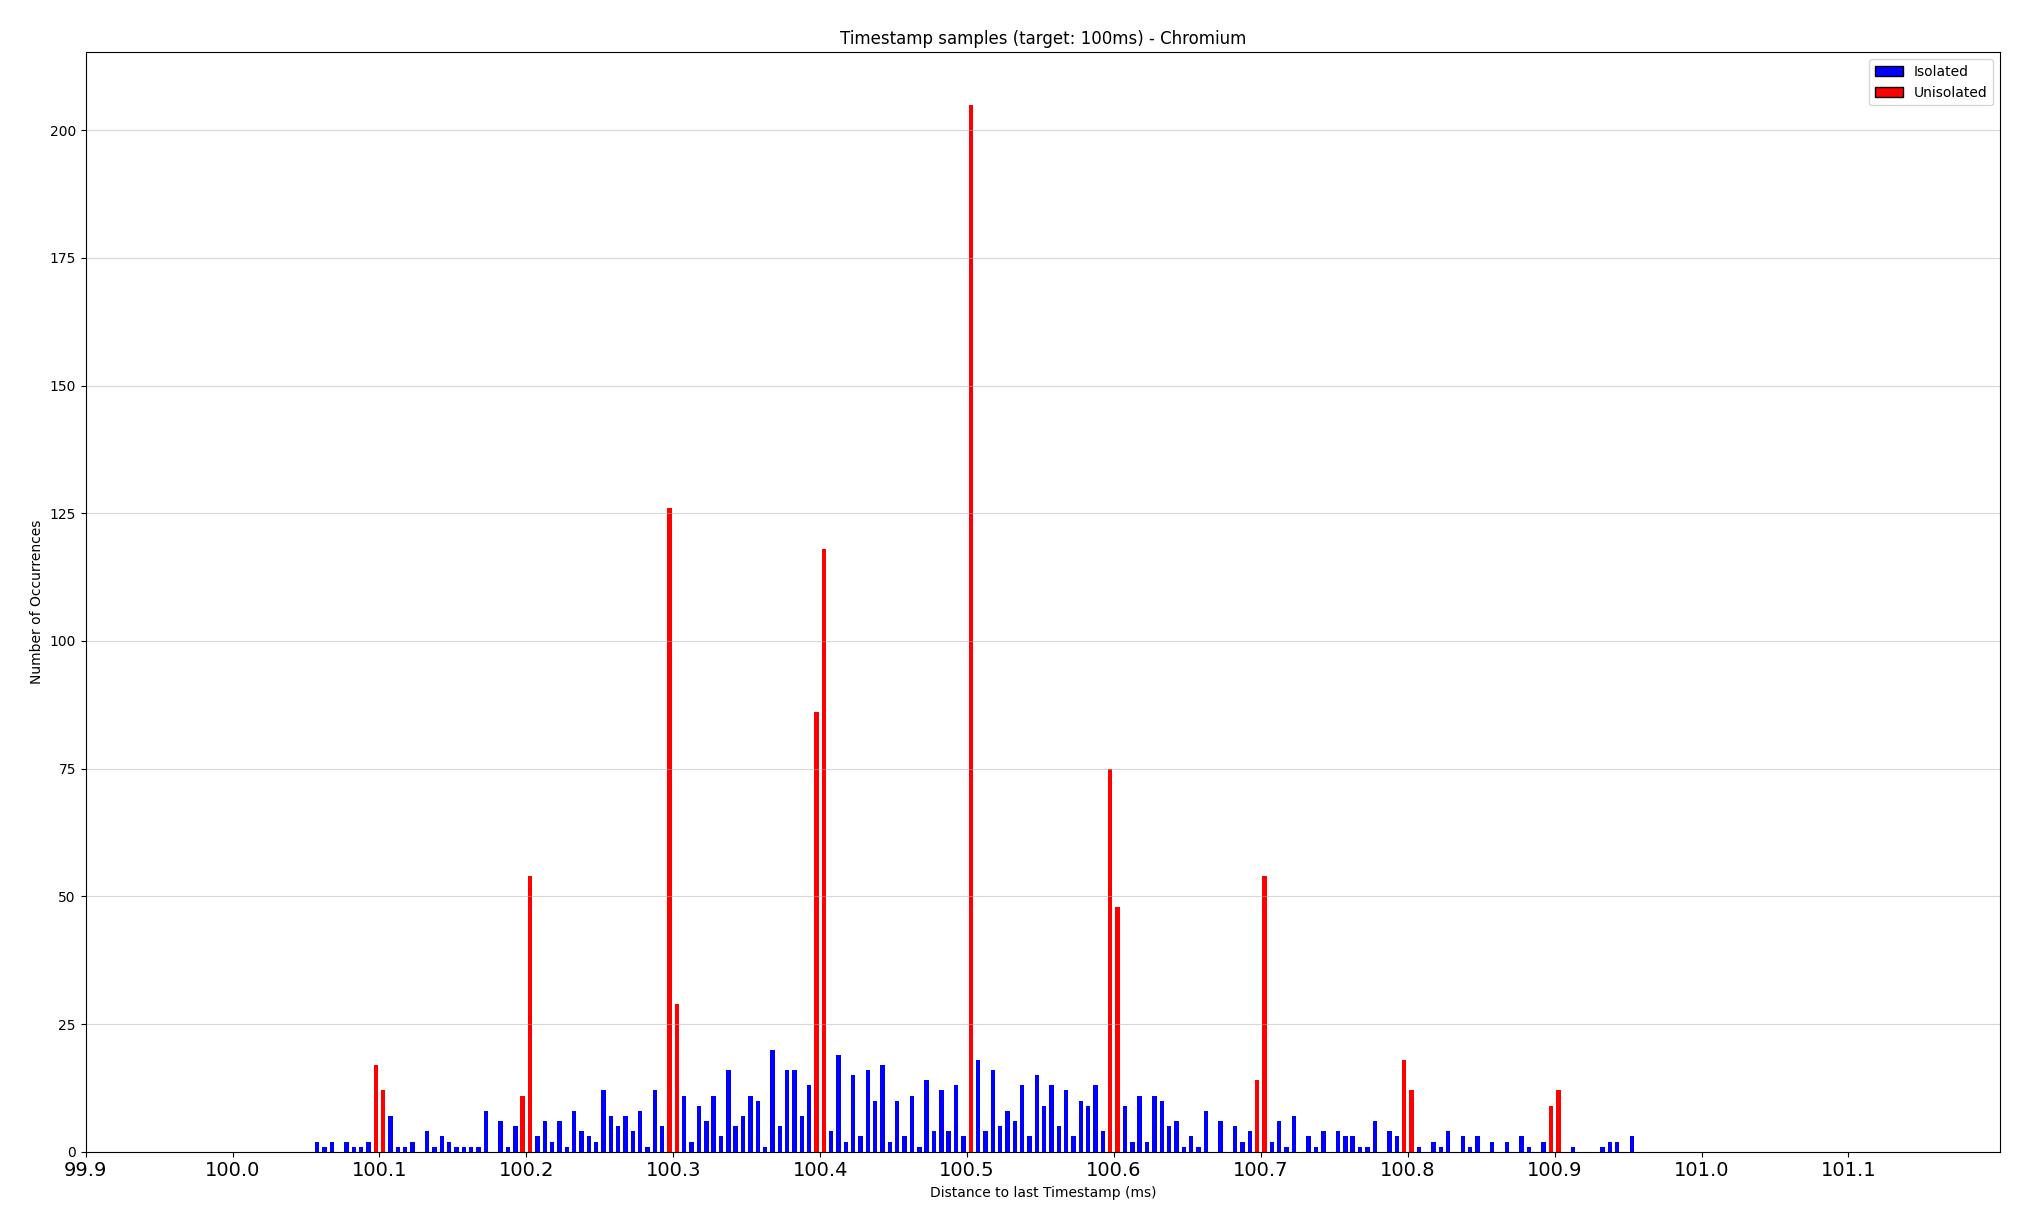 Timestamp samples (target: 100ms) - Chromium
Isolated
Unisolated
Number of Occurrences
200
175
150
125
100
75
50
25
0
99.9 100.0 100.1 100.2 100.3 100.4 100.5 100.6 100.7 100.8 100.9 101.0 101.1
Distance to last Timestamp (ms)